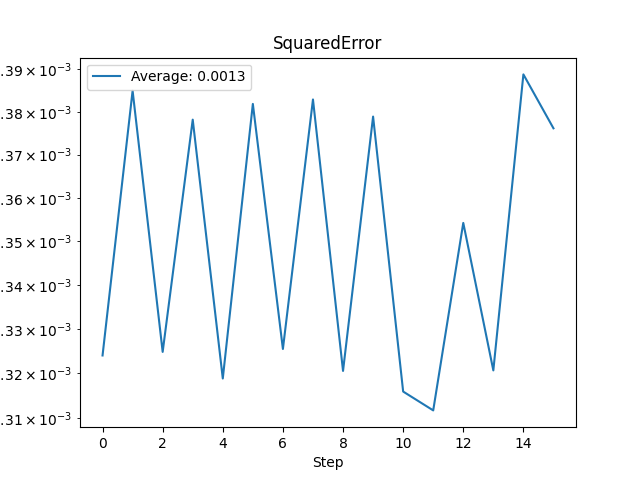 SquaredError
Average: 0.0013
.39 × 10⁻³
.38 × 10⁻³
.37 × 10⁻³
.36 × 10⁻³
.35 × 10⁻³
.34 × 10⁻³
.33 × 10⁻³
.32 × 10⁻³
.31 × 10⁻³
0 2 4 6 8 10 12 14
Step